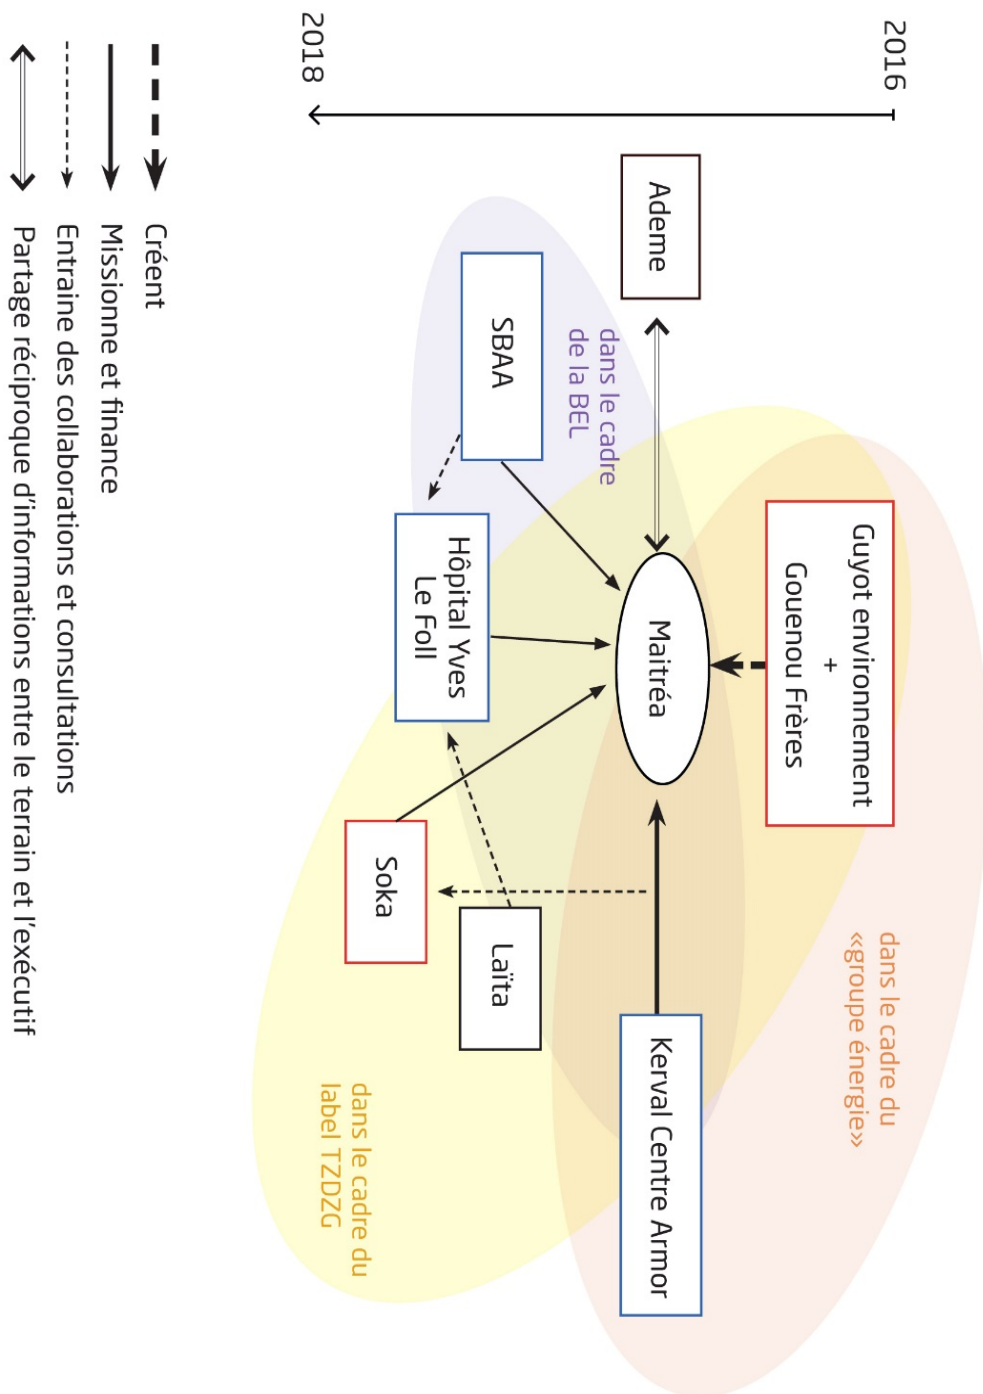 2016
2018
Guyot environnement
+
Gouenou Frères
dans le cadre du
«groupe énergie»
Ademe
Maitréa
Kerval Centre Armor
dans le cadre
de la BEL
SBAA
Laïta
Hôpital Yves
Le Foll
Soka
dans le cadre du
label TZDZG
Créent
Missionne et finance
Entraine des collaborations et consultations
Partage réciproque d'informations entre le terrain et l'exécutif